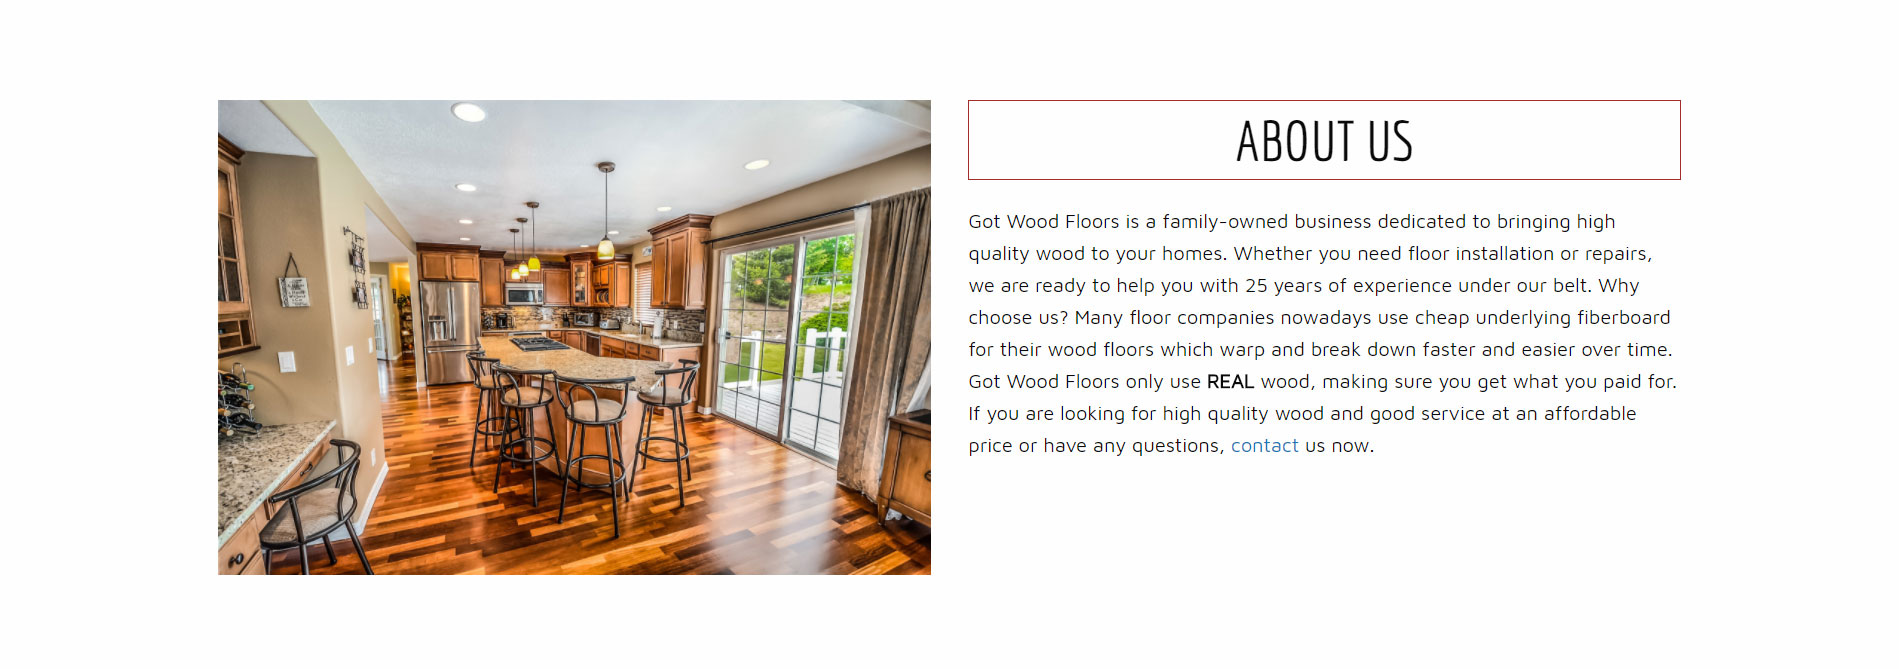 ABOUT US
Got Wood Floors is a family-owned business dedicated to bringing high
quality wood to your homes. Whether you need floor installation or repairs,
we are ready to help you with 25 years of experience under our belt. Why
choose us? Many floor companies nowadays use cheap underlying fiberboard
for their wood floors which warp and break down faster and easier over time.
Got Wood Floors only use REAL wood, making sure you get what you paid for.
If you are looking for high quality wood and good service at an affordable
price or have any questions, contact us now.